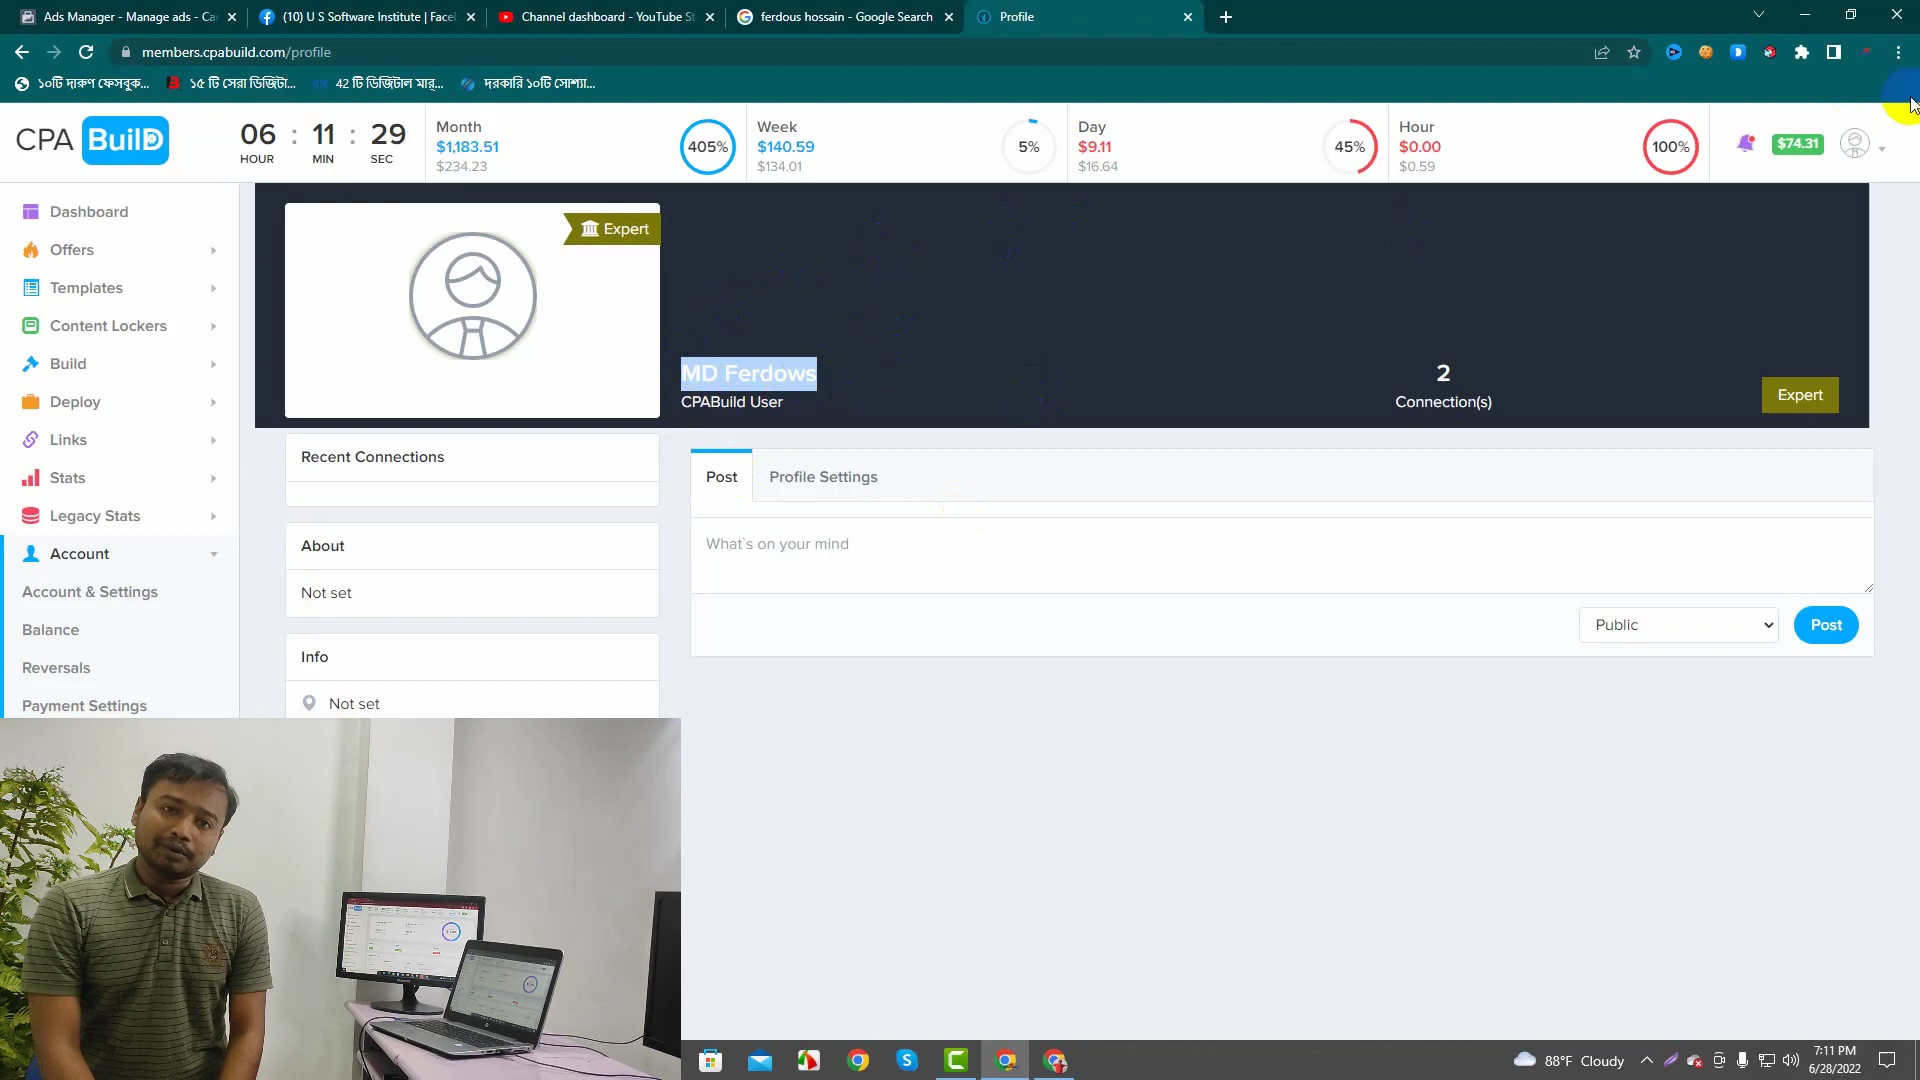 Ads Manager - Manage ads - Ca
(10) U S Software Institute | Face
Channel dashboard - YouTube St
ferdous hossain - Google Search
Profile
members.cpabuild.com/profile
১০টি দারুণ ফেসবুক...
১৫ টি সেরা ডিজিটা...
42 টি ডিজিটাল মার্...
দরকারি ১০টি সোশ্যা...
CPA BuilD
06 : 11 : 29
HOUR MIN SEC
Month
$1,183.51
$234.23
405%
Week
$140.59
$134.01
5%
Day
$9.11
$16.64
45%
Hour
$0.00
$0.59
100%
$74.31
Dashboard
Offers
Templates
Content Lockers
Build
Deploy
Links
Stats
Legacy Stats
Account
Account & Settings
Balance
Reversals
Payment Settings
Expert
MD Ferdows
CPABuild User
2
Connection(s)
Expert
Recent Connections
About
Not set
Info
Not set
Post
Profile Settings
What`s on your mind
Public
Post
88°F Cloudy
7:11 PM
6/28/2022